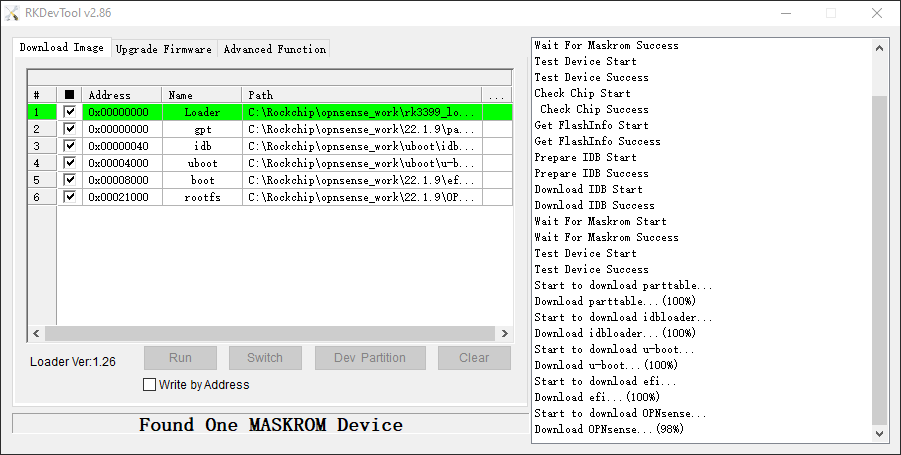 RKDevTool v2.86
Download Image Upgrade Firmware Advanced Function
# Address Name Path ...
1 0x00000000 Loader C:\Rockchip\opnsense_work\rk3399_lo...
2 0x00000000 gpt C:\Rockchip\opnsense_work\22.1.9\pa...
3 0x00000040 idb C:\Rockchip\opnsense_work\uboot\idb...
4 0x00004000 uboot C:\Rockchip\opnsense_work\uboot\u-b...
5 0x00008000 boot C:\Rockchip\opnsense_work\22.1.9\ef...
6 0x00021000 rootfs C:\Rockchip\opnsense_work\22.1.9\OP...
Loader Ver:1.26 Run Switch Dev Partition Clear
Write by Address
Found One MASKROM Device
Wait For Maskrom Success
Test Device Start
Test Device Success
Check Chip Start
Check Chip Success
Get FlashInfo Start
Get FlashInfo Success
Prepare IDB Start
Prepare IDB Success
Download IDB Start
Download IDB Success
Wait For Maskrom Start
Wait For Maskrom Success
Test Device Start
Test Device Success
Start to download parttable...
Download parttable...(100%)
Start to download idbloader...
Download idbloader...(100%)
Start to download u-boot...
Download u-boot...(100%)
Start to download efi...
Download efi...(100%)
Start to download OPNsense...
Download OPNsense...(98%)